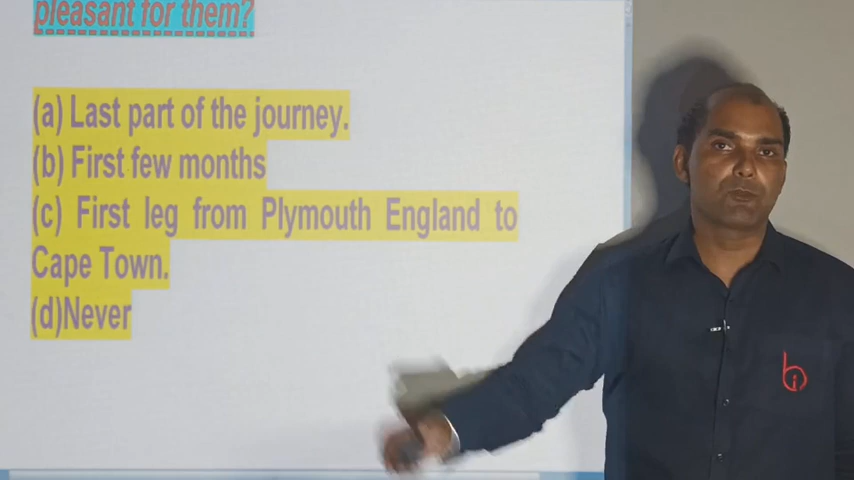 pleasant for them?
(a) Last part of the journey.
(b) First few months
(c) First leg from Plymouth England to
Cape Town.
(d)Never